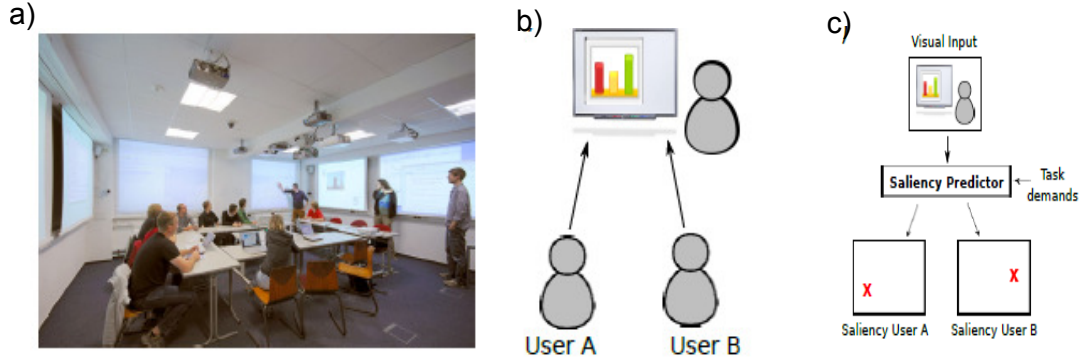 a)
b)
User A
User B
c)
Visual Input
Saliency Predictor
Task
demands
X
X
Saliency User A
Saliency User B